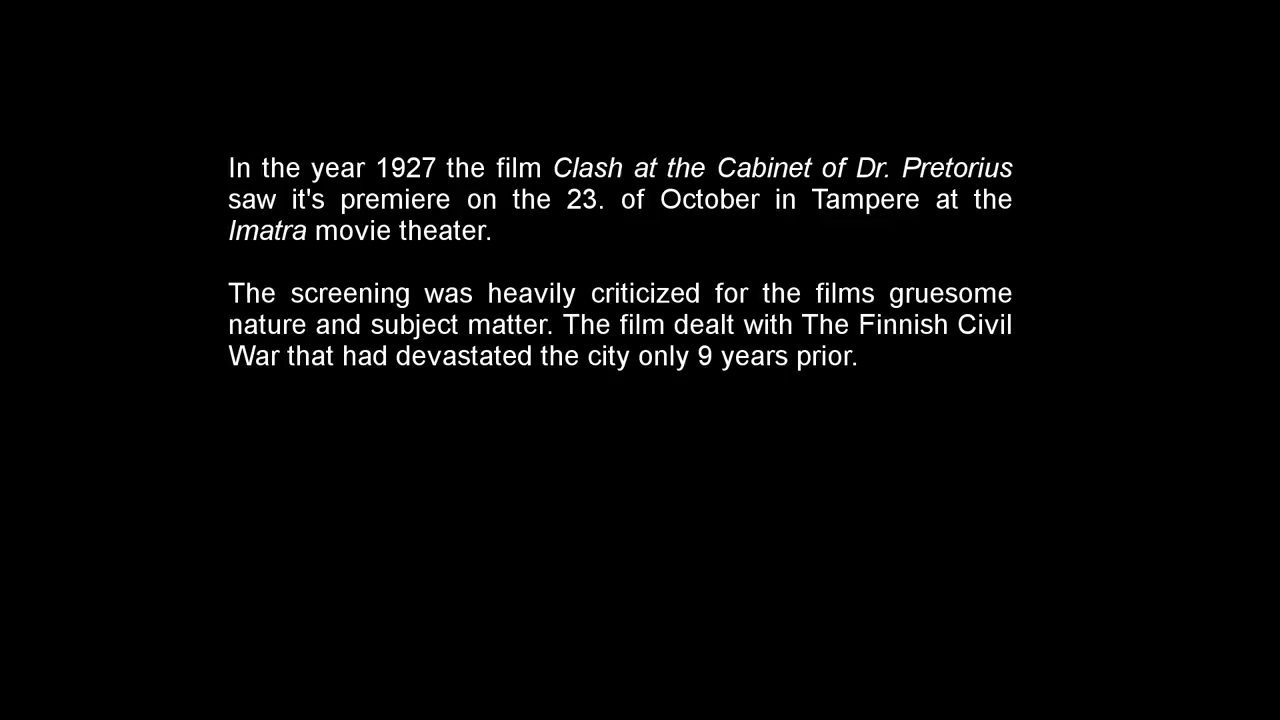 In the year 1927 the film Clash at the Cabinet of Dr. Pretorius
saw it's premiere on the 23. of October in Tampere at the
Imatra movie theater.
The screening was heavily criticized for the films gruesome
nature and subject matter. The film dealt with The Finnish Civil
War that had devastated the city only 9 years prior.